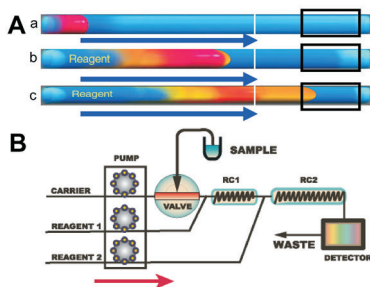 A
a
b
Reagent
c
Reagent
B
PUMP
SAMPLE
CARRIER
VALVE
RC1
RC2
REAGENT 1
WASTE
DETECTOR
REAGENT 2